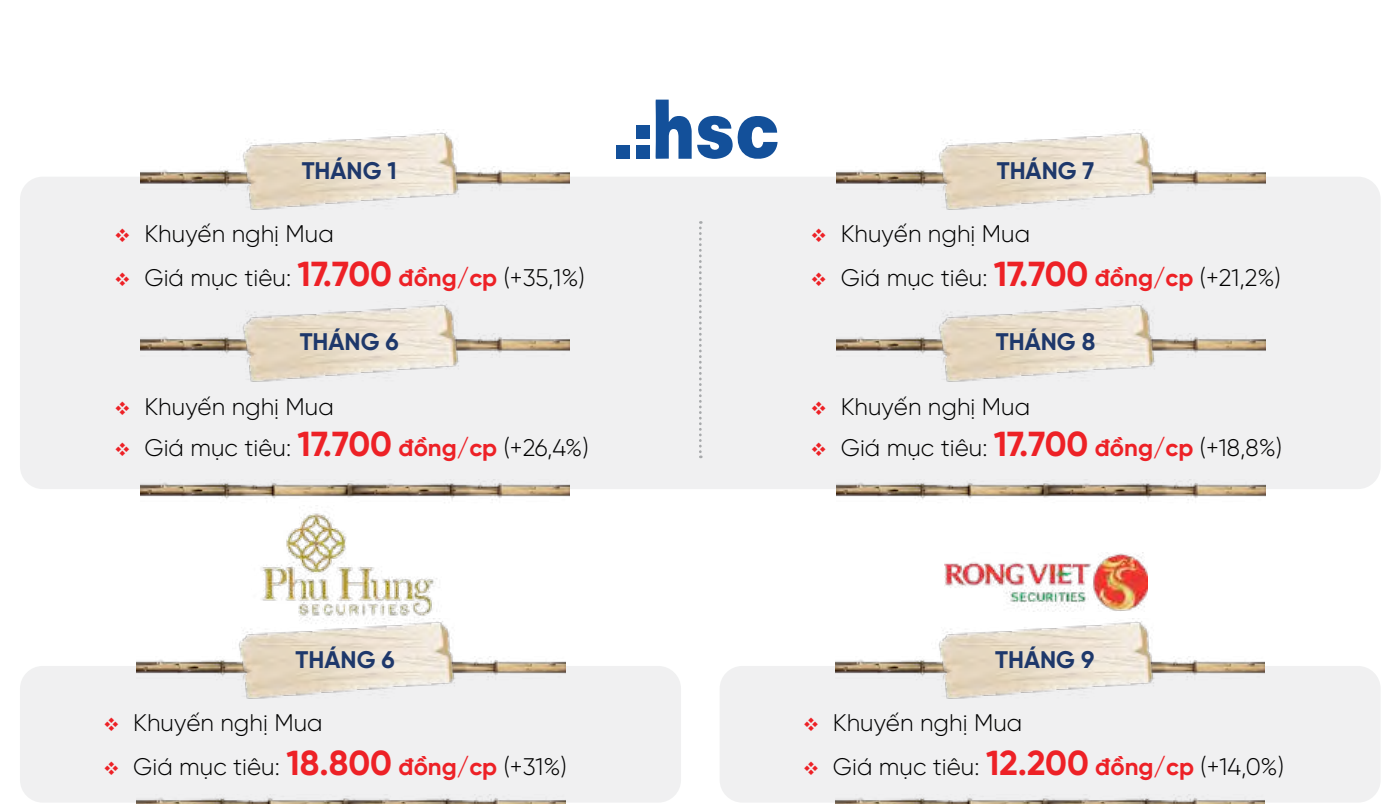 .:hsc
THÁNG 1
Khuyến nghị Mua
Giá mục tiêu: 17.700 đồng/cp (+35,1%)
THÁNG 6
Khuyến nghị Mua
Giá mục tiêu: 17.700 đồng/cp (+26,4%)
THÁNG 7
Khuyến nghị Mua
Giá mục tiêu: 17.700 đồng/cp (+21,2%)
THÁNG 8
Khuyến nghị Mua
Giá mục tiêu: 17.700 đồng/cp (+18,8%)
Phu Hung
SECURITIES
THÁNG 6
Khuyến nghị Mua
Giá mục tiêu: 18.800 đồng/cp (+31%)
RONG VIET
SECURITIES
THÁNG 9
Khuyến nghị Mua
Giá mục tiêu: 12.200 đồng/cp (+14,0%)